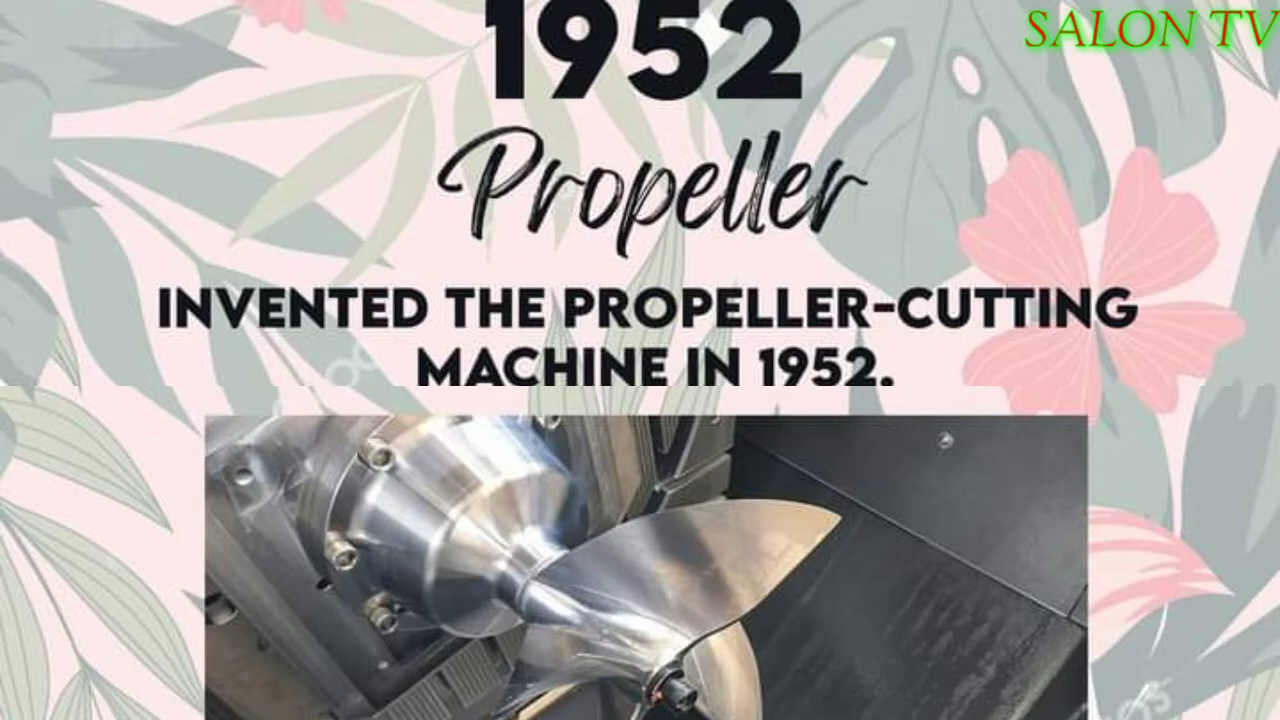 SALON TV
1952
Propeller
INVENTED THE PROPELLER-CUTTING
MACHINE IN 1952.